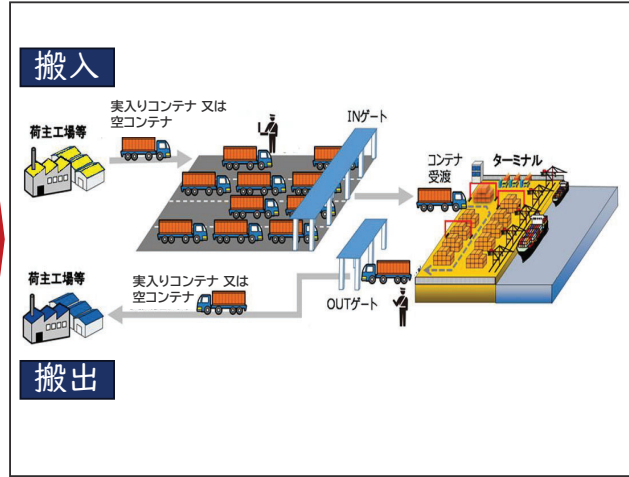 搬入
実入りコンテナ 又は
空コンテナ
荷主工場等
INゲート
コンテナ
受渡
ターミナル
荷主工場等
実入りコンテナ 又は
空コンテナ
OUTゲート
搬出